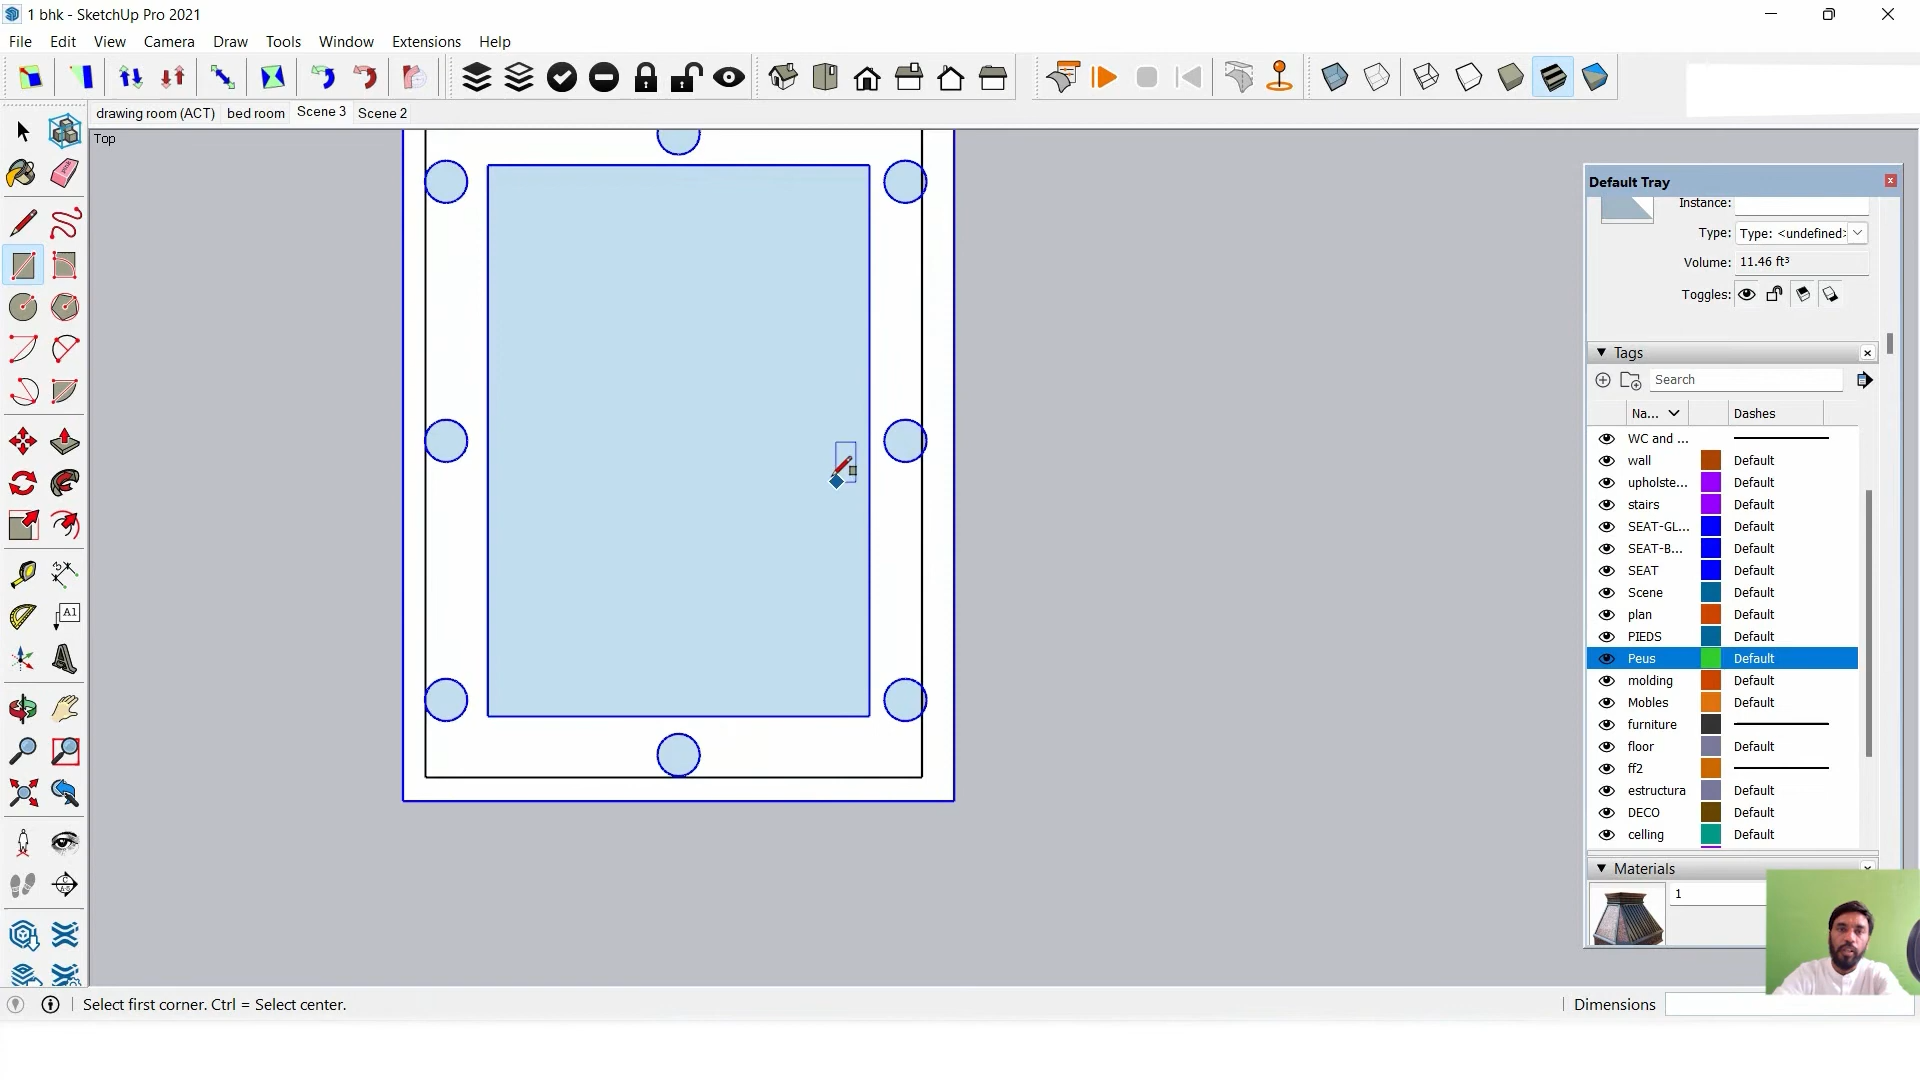 1 bhk - SketchUp Pro 2021
File Edit View Camera Draw Tools Window Extensions Help
drawing room (ACT) bed room Scene 3 Scene 2
Top
Default Tray
Instance:
Type: Type: <undefined>
Volume: 11.46 ft³
Toggles:
Tags
Search
Na... Dashes
WC and ...
wall Default
upholste... Default
stairs Default
SEAT-GL... Default
SEAT-B... Default
SEAT Default
Scene Default
plan Default
PIEDS Default
Peus Default
molding Default
Mobles Default
furniture
floor Default
ff2
estructura Default
DECO Default
celling Default
Materials
1
A1
Select first corner. Ctrl = Select center.
Dimensions